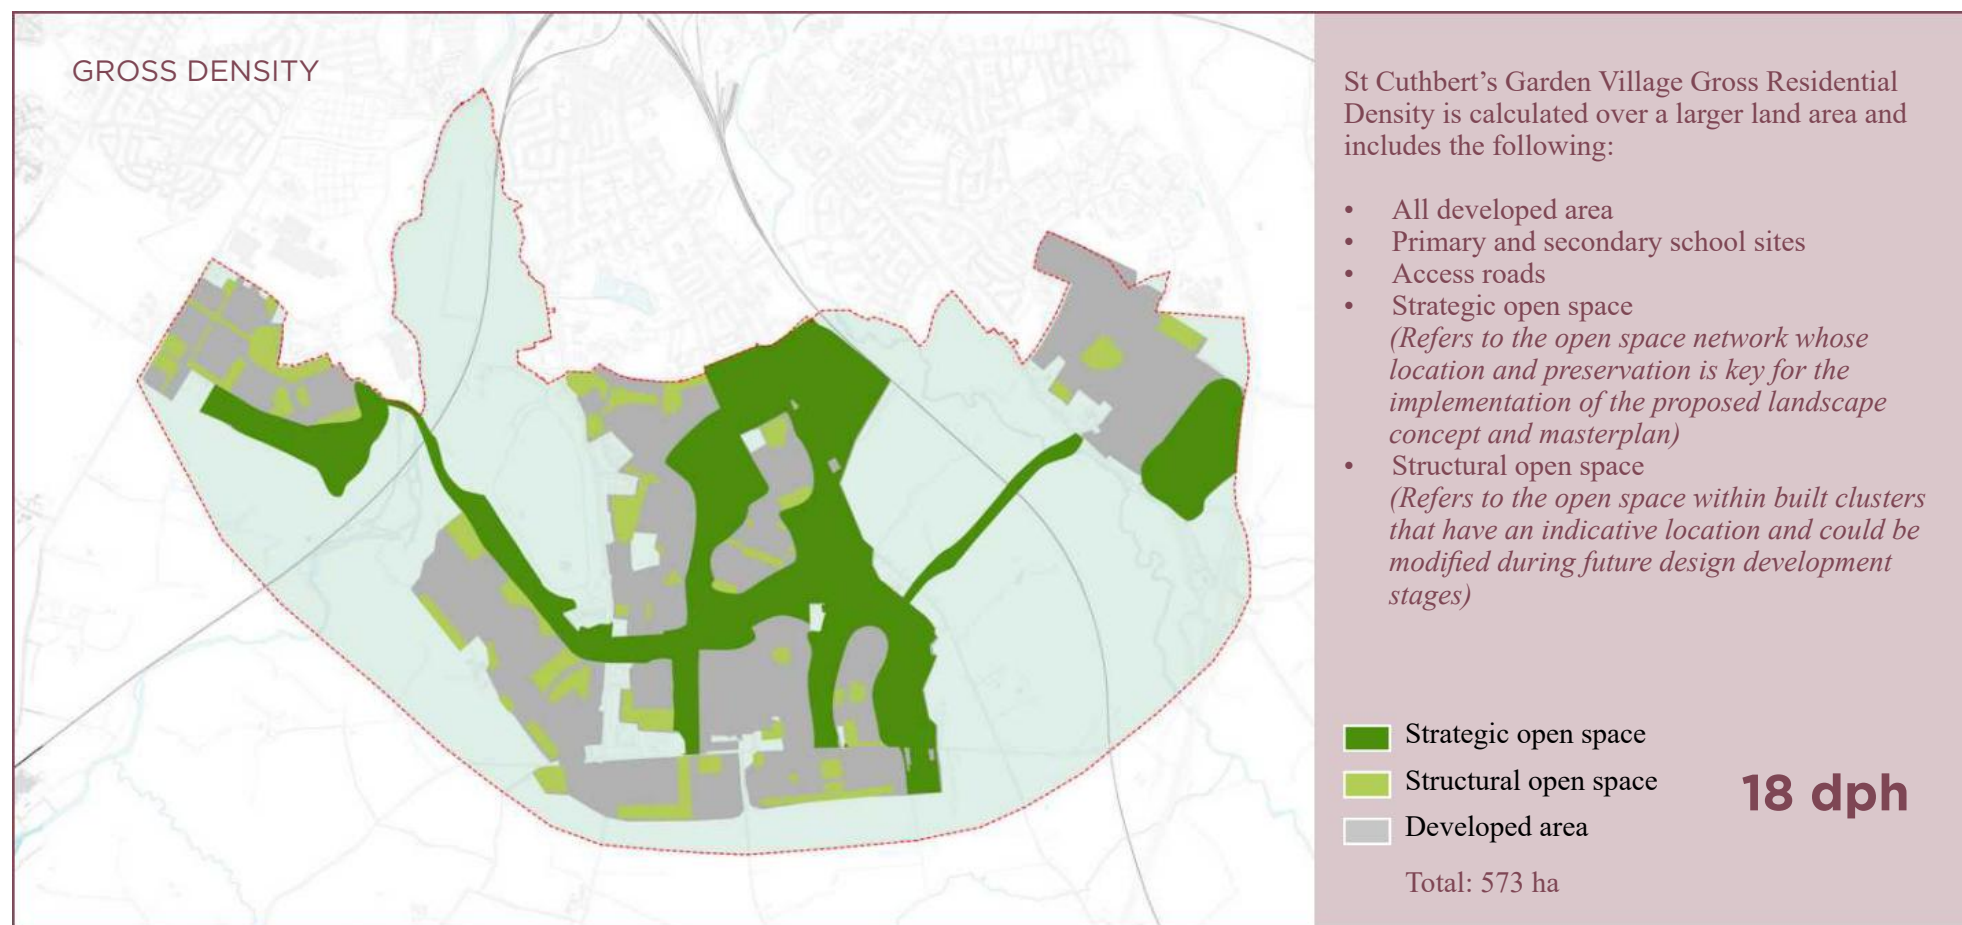 GROSS DENSITY
St Cuthbert’s Garden Village Gross Residential
Density is calculated over a larger land area and
includes the following:
• All developed area
• Primary and secondary school sites
• Access roads
• Strategic open space
(Refers to the open space network whose
location and preservation is key for the
implementation of the proposed landscape
concept and masterplan)
• Structural open space
(Refers to the open space within built clusters
that have an indicative location and could be
modified during future design development
stages)
Strategic open space
Structural open space
Developed area
18 dph
Total: 573 ha